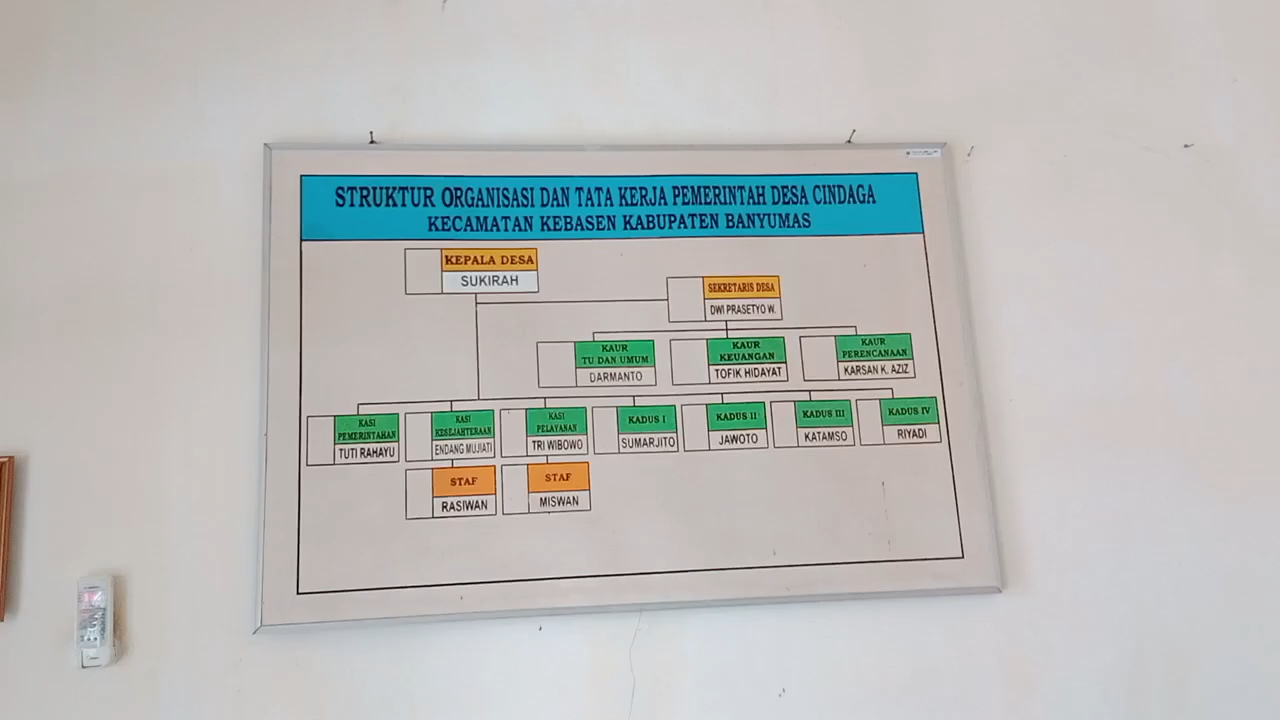 STRUKTUR ORGANISASI DAN TATA KERJA PEMERINTAH DESA CINDAGA
KECAMATAN KEBASEN KABUPATEN BANYUMAS
KEPALA DESA
SUKIRAH
SEKRETARIS DESA
DWI PRASETYO W.
KAUR
TU DAN UMUM
DARMANTO
KAUR
KEUANGAN
TOFIK HIDAYAT
KAUR
PERENCANAAN
KARSAN K. AZIZ
KASI
PEMERINTAHAN
TUTI RAHAYU
KASI
KESEJAHTERAAN
ENDANG MUJIATI
KASI
PELAYANAN
TRI WIBOWO
KADUS I
SUMARJITO
KADUS II
JAWOTO
KADUS III
KATAMSO
KADUS IV
RIYADI
STAF
RASIWAN
STAF
MISWAN